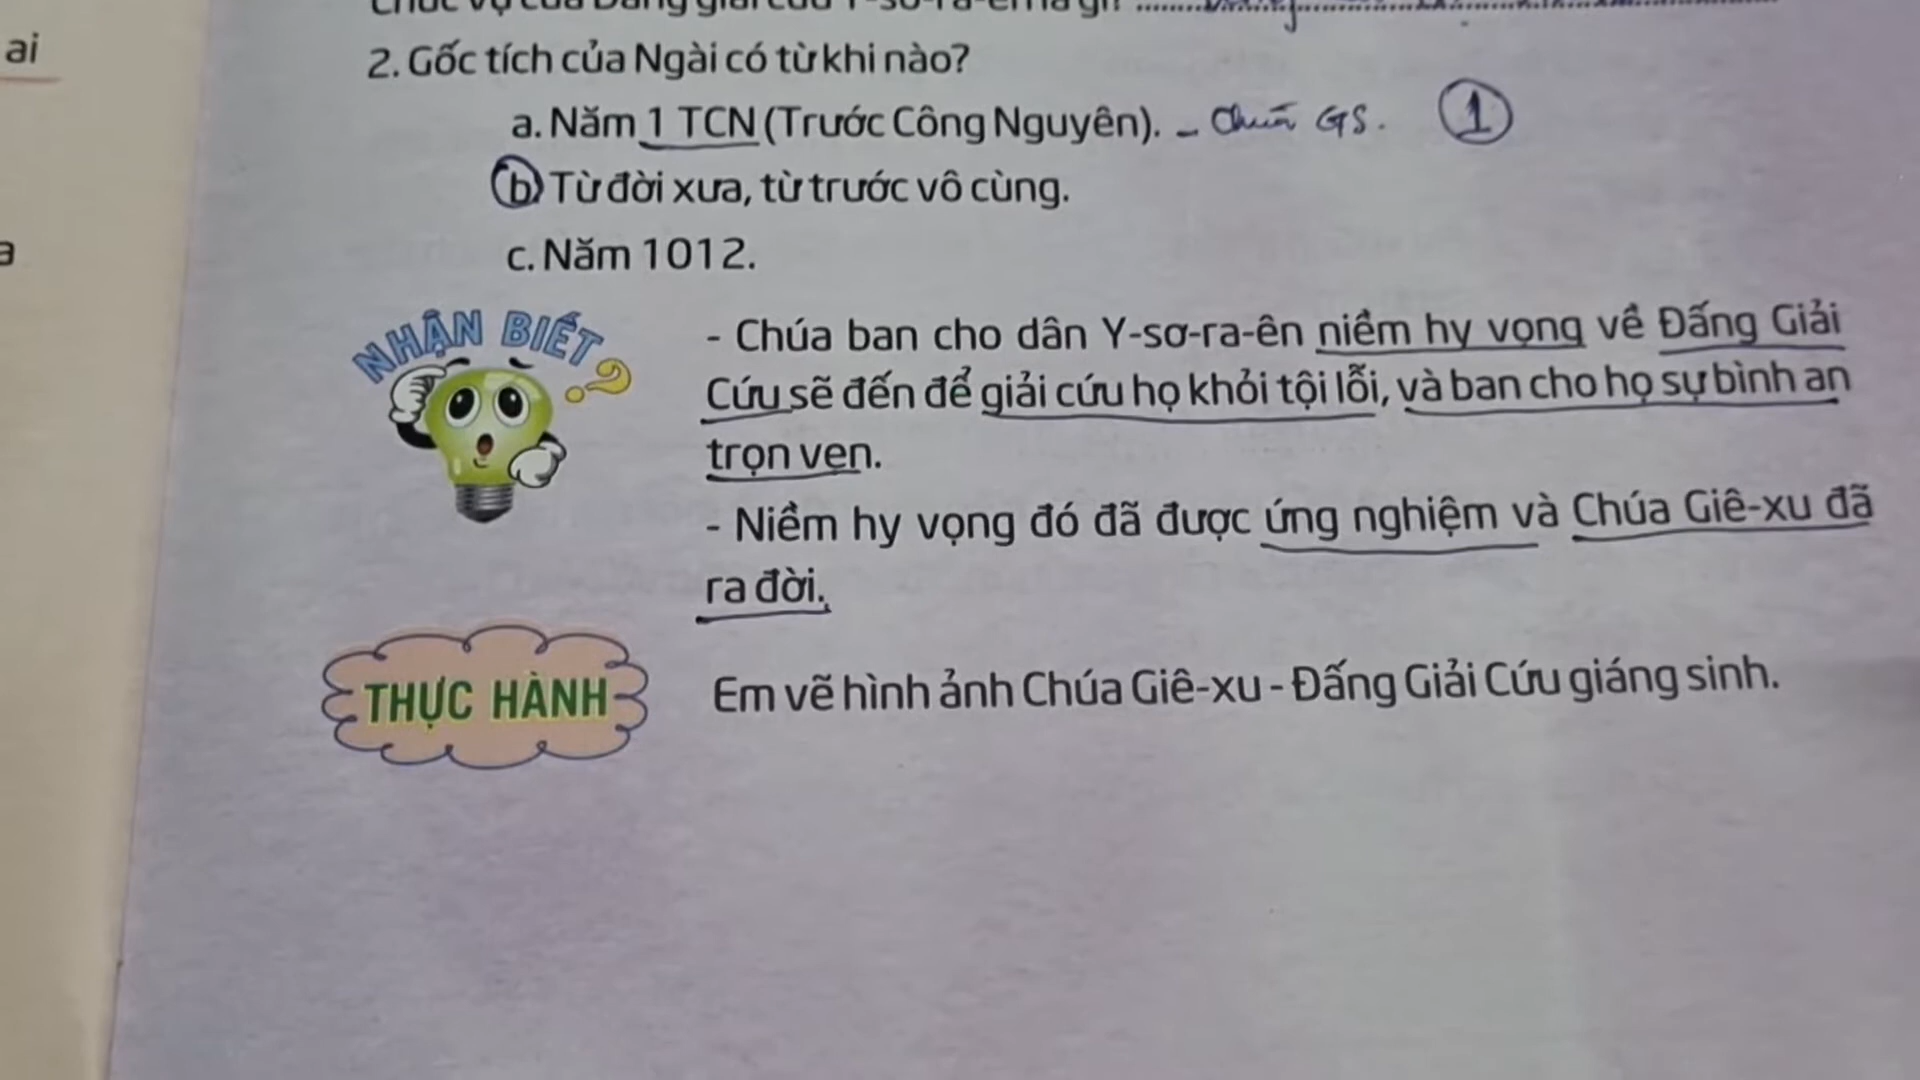 ai
2. Gốc tích của Ngài có từ khi nào?
a. Năm 1 TCN (Trước Công Nguyên). - Chúa GS. 1
b. Từ đời xưa, từ trước vô cùng.
c. Năm 1012.
NHẬN BIẾT?
- Chúa ban cho dân Y-sơ-ra-ên niềm hy vọng về Đấng Giải
Cứu sẽ đến để giải cứu họ khỏi tội lỗi, và ban cho họ sự bình an
trọn vẹn.
- Niềm hy vọng đó đã được ứng nghiệm và Chúa Giê-xu đã
ra đời.
THỰC HÀNH
Em vẽ hình ảnh Chúa Giê-xu - Đấng Giải Cứu giáng sinh.